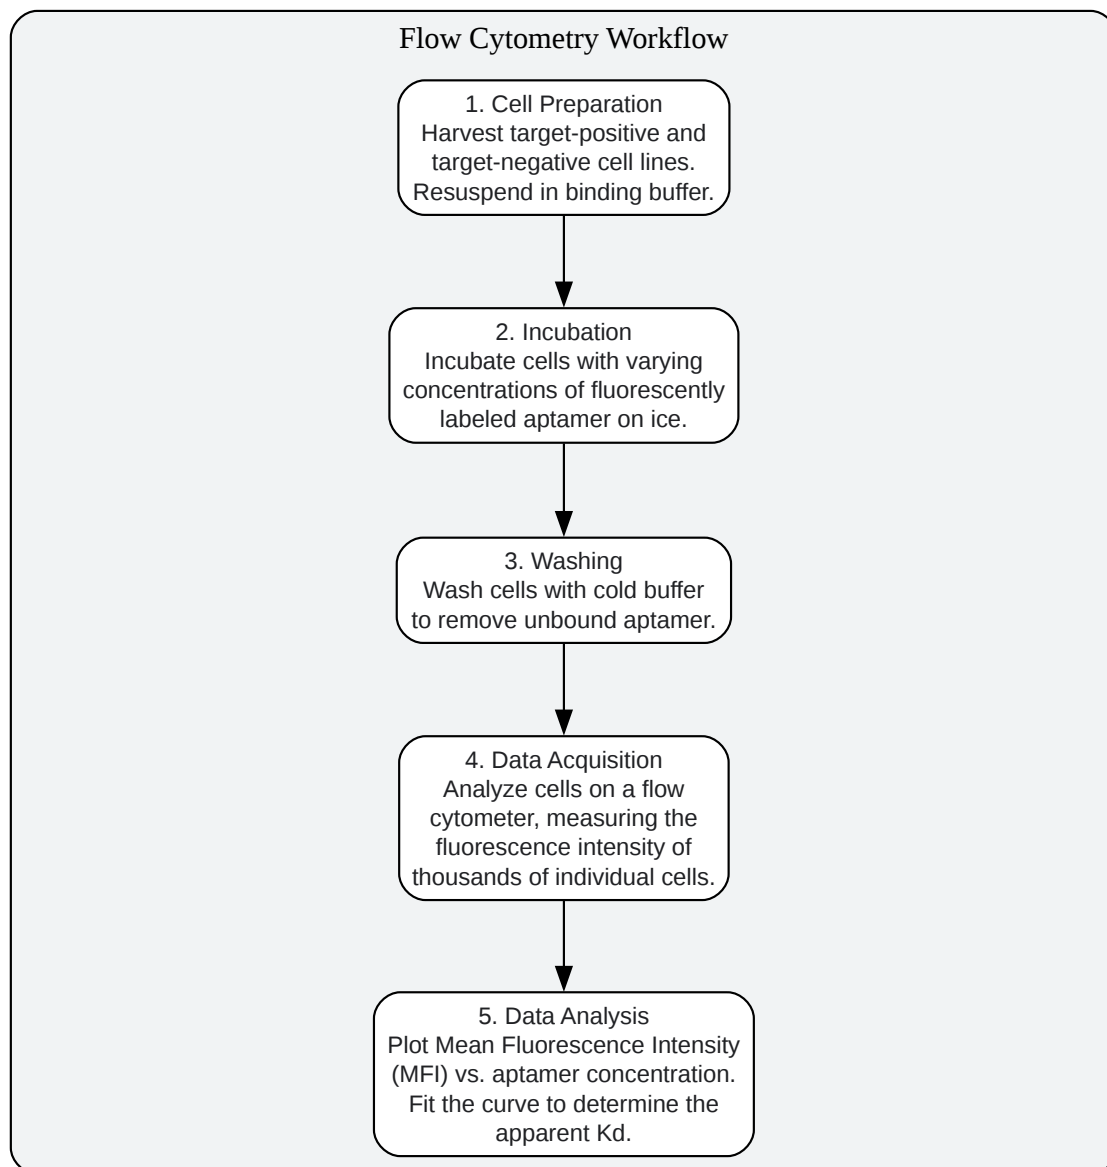 Flow Cytometry Workflow
1. Cell Preparation
Harvest target-positive and
target-negative cell lines.
Resuspend in binding buffer.
2. Incubation
Incubate cells with varying
concentrations of fluorescently
labeled aptamer on ice.
3. Washing
Wash cells with cold buffer
to remove unbound aptamer.
4. Data Acquisition
Analyze cells on a flow
cytometer, measuring the
fluorescence intensity of
thousands of individual cells.
5. Data Analysis
Plot Mean Fluorescence Intensity
(MFI) vs. aptamer concentration.
Fit the curve to determine the
apparent Kd.